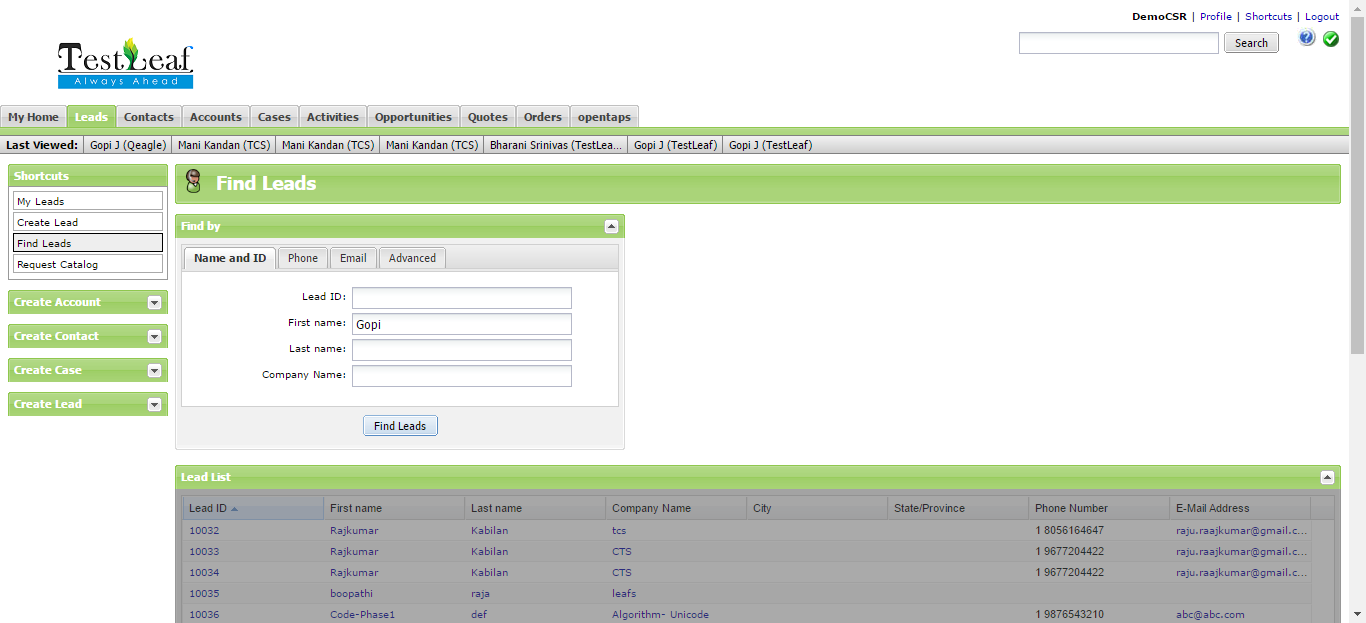 DemoCSR | Profile | Shortcuts | Logout
Search
TestLeaf
Always Ahead
My Home Leads Contacts Accounts Cases Activities Opportunities Quotes Orders opentaps
Last Viewed: Gopi J (Qeagle) Mani Kandan (TCS) Mani Kandan (TCS) Mani Kandan (TCS) Bharani Srinivas (TestLea... Gopi J (TestLeaf) Gopi J (TestLeaf)
Shortcuts
My Leads
Create Lead
Find Leads
Request Catalog
Create Account
Create Contact
Create Case
Create Lead
Find Leads
Find by
Name and ID Phone Email Advanced
Lead ID:
First name: Gopi
Last name:
Company Name:
Find Leads
Lead List
Lead ID First name Last name Company Name City State/Province Phone Number E-Mail Address
10032 Rajkumar Kabilan tcs 1 8056164647 raju.raajkumar@gmail.c...
10033 Rajkumar Kabilan CTS 1 9677204422 raju.raajkumar@gmail.c...
10034 Rajkumar Kabilan CTS 1 9677204422 raju.raajkumar@gmail.c...
10035 boopathi raja leafs
10036 Code-Phase1 def Algorithm- Unicode 1 9876543210 abc@abc.com